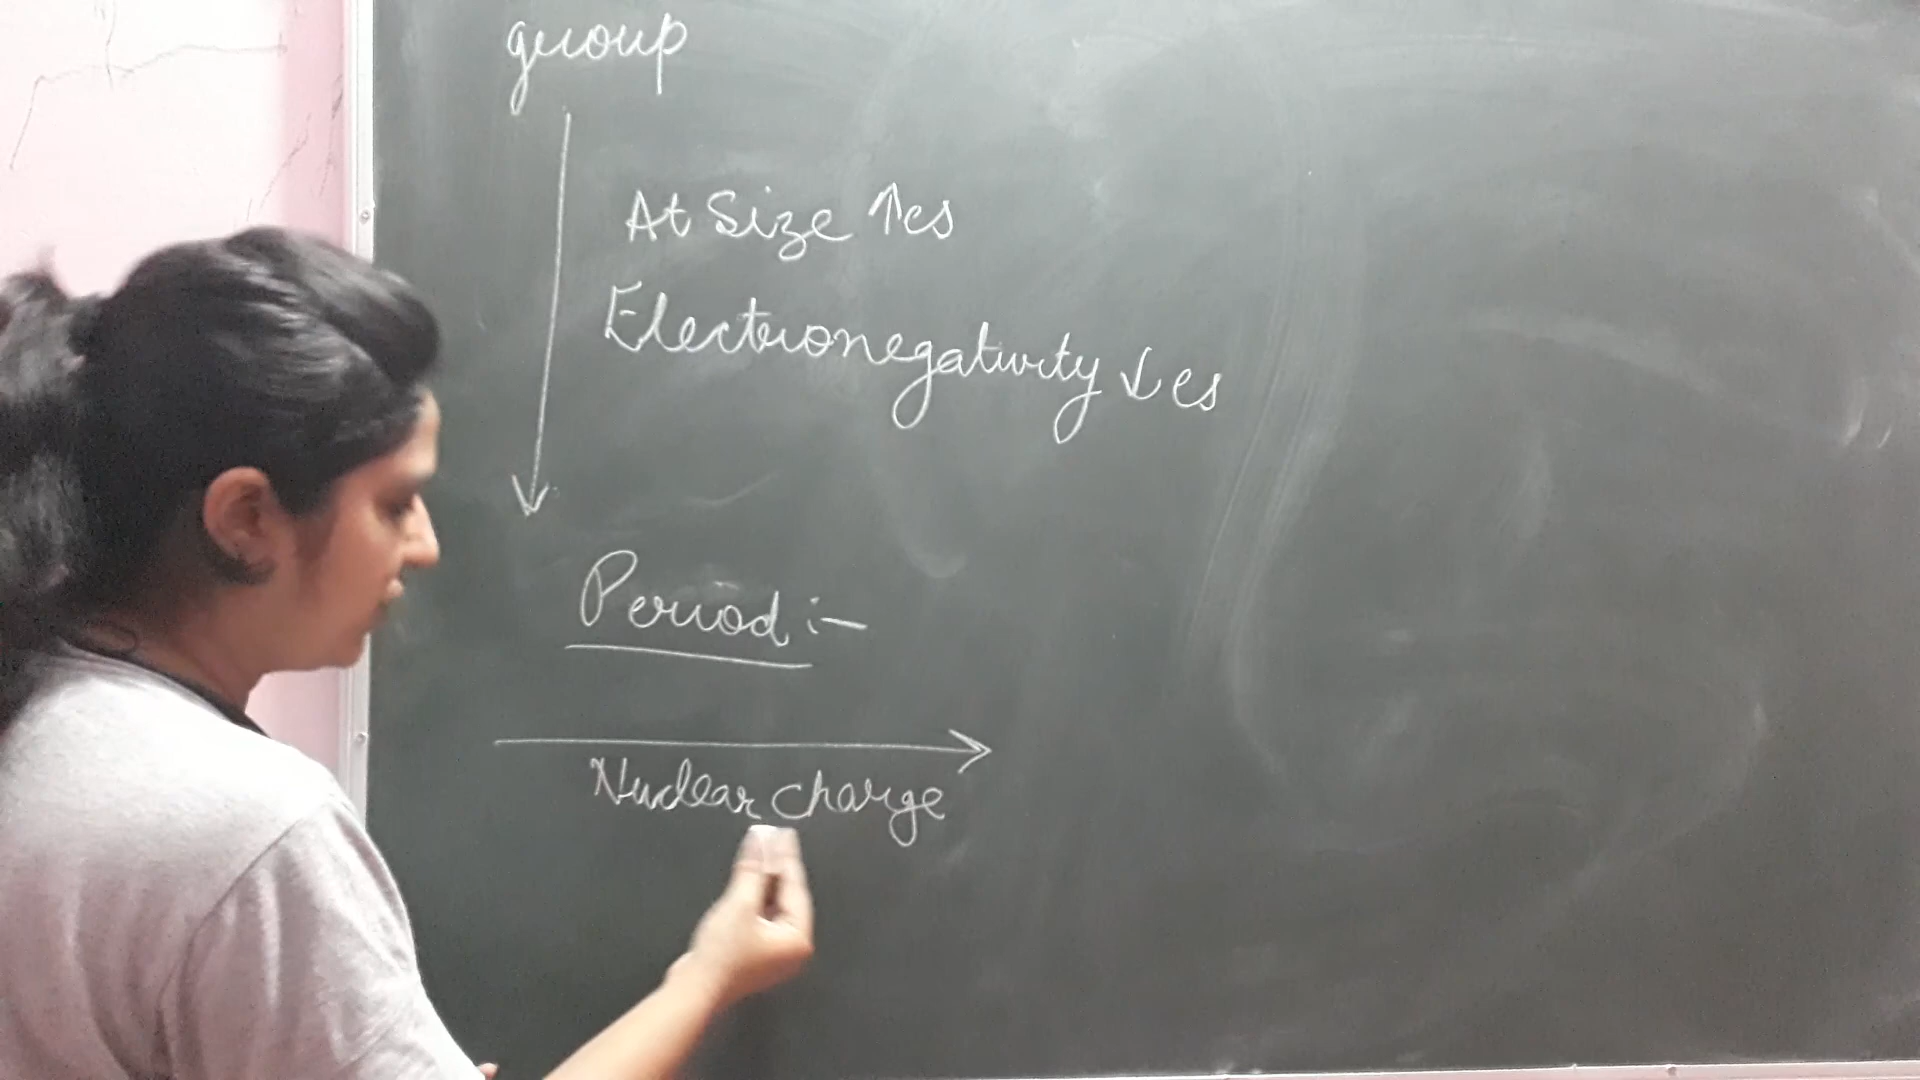 group
At Size ↑es
Electronegativity ↓es
Period :-
Nuclear charge